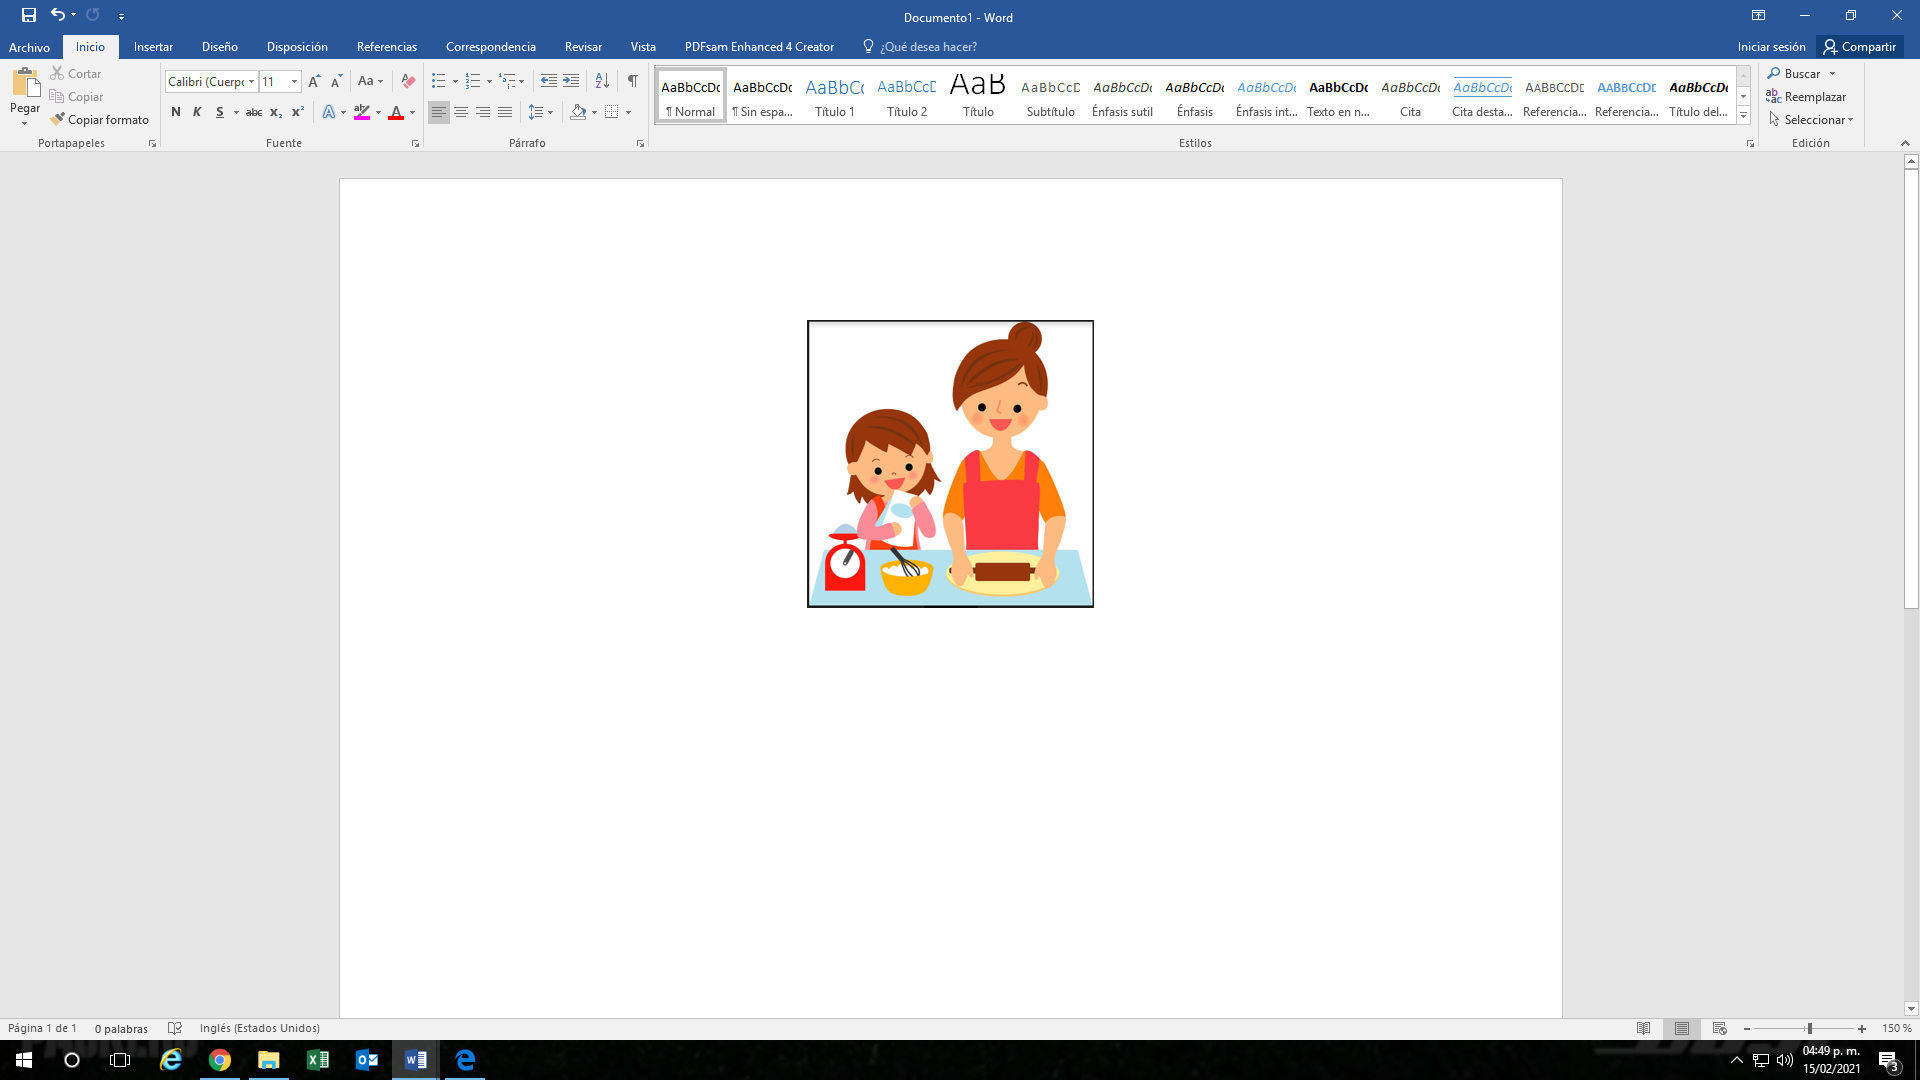 Documento1 - Word
Archivo Inicio Insertar Diseño Disposición Referencias Correspondencia Revisar Vista PDFsam Enhanced 4 Creator ¿Qué desea hacer? Iniciar sesión Compartir
Pegar
Cortar
Copiar
Copiar formato
Portapapeles
Calibri (Cuerpo 11 Aa
N K S abc x₂ x² A ab A
Fuente
Párrafo
AaBbCcDc AaBbCcDc AaBbCc AaBbCcD AaB AaBbCcD AaBbCcDc AaBbCcDc AaBbCcDc AaBbCcDc AaBbCcDc AaBbCcDc AABBCCDD AABBCCDD AaBbCcDc
¶ Normal ¶ Sin espa... Título 1 Título 2 Título Subtítulo Énfasis sutil Énfasis Énfasis int... Texto en n... Cita Cita desta... Referencia... Referencia... Título del...
Estilos
Buscar
Reemplazar
Seleccionar
Edición
Página 1 de 1 0 palabras Inglés (Estados Unidos) 150 %
04:49 p. m.
15/02/2021
3